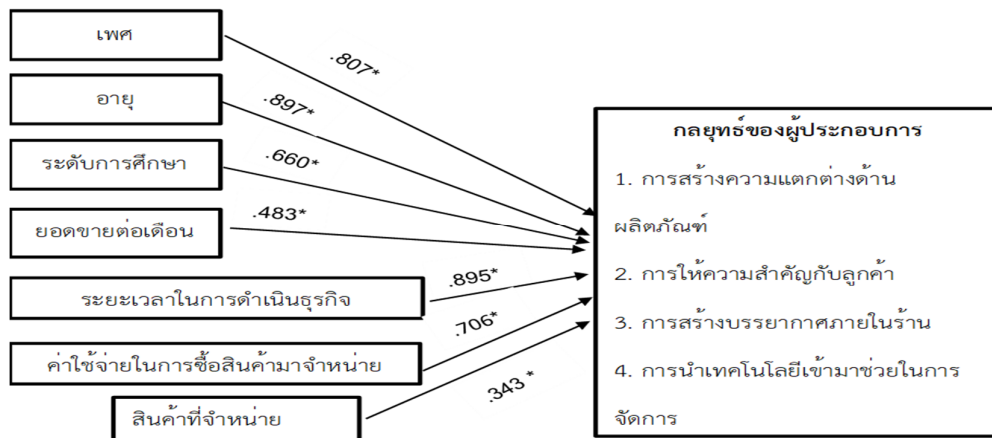 เพศ
.807*
อายุ
.897*
ระดับการศึกษา
.660*
ยอดขายต่อเดือน
.483*
ระยะเวลาในการดำเนินธุรกิจ
.895*
ค่าใช้จ่ายในการซื้อสินค้ามาจำหน่าย
.706*
สินค้าที่จำหน่าย
.343 *
กลยุทธ์ของผู้ประกอบการ
1. การสร้างความแตกต่างด้าน
ผลิตภัณฑ์
2. การให้ความสำคัญกับลูกค้า
3. การสร้างบรรยากาศภายในร้าน
4. การนำเทคโนโลยีเข้ามาช่วยในการ
จัดการ